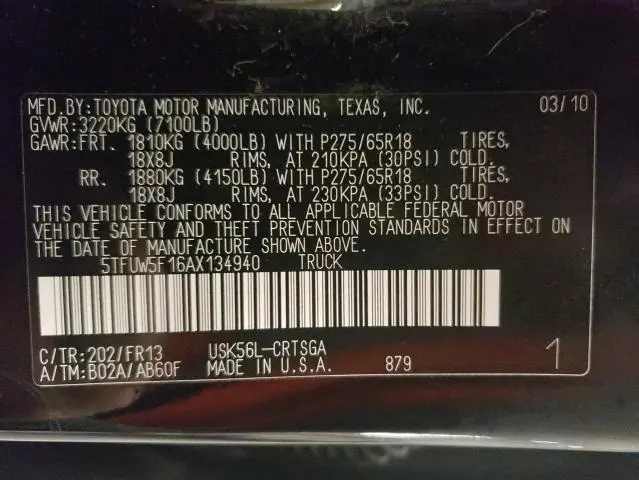 MFD.BY:TOYOTA MOTOR MANUFACTURING, TEXAS, INC. 03/10
GVWR:3220KG (7100LB)
GAWR:FRT. 1810KG (4000LB) WITH P275/65R18 TIRES,
18X8J RIMS, AT 210KPA (30PSI) COLD.
RR. 1880KG (4150LB) WITH P275/65R18 TIRES,
18X8J RIMS, AT 230KPA (33PSI) COLD.
THIS VEHICLE CONFORMS TO ALL APPLICABLE FEDERAL MOTOR
VEHICLE SAFETY AND THEFT PREVENTION STANDARDS IN EFFECT ON
THE DATE OF MANUFACTURE SHOWN ABOVE.
5TFUW5F16AX134940 TRUCK
C/TR:202/FR13 USK56L-CRTSGA
A/TM:B02A/AB60F MADE IN U.S.A. 879 1